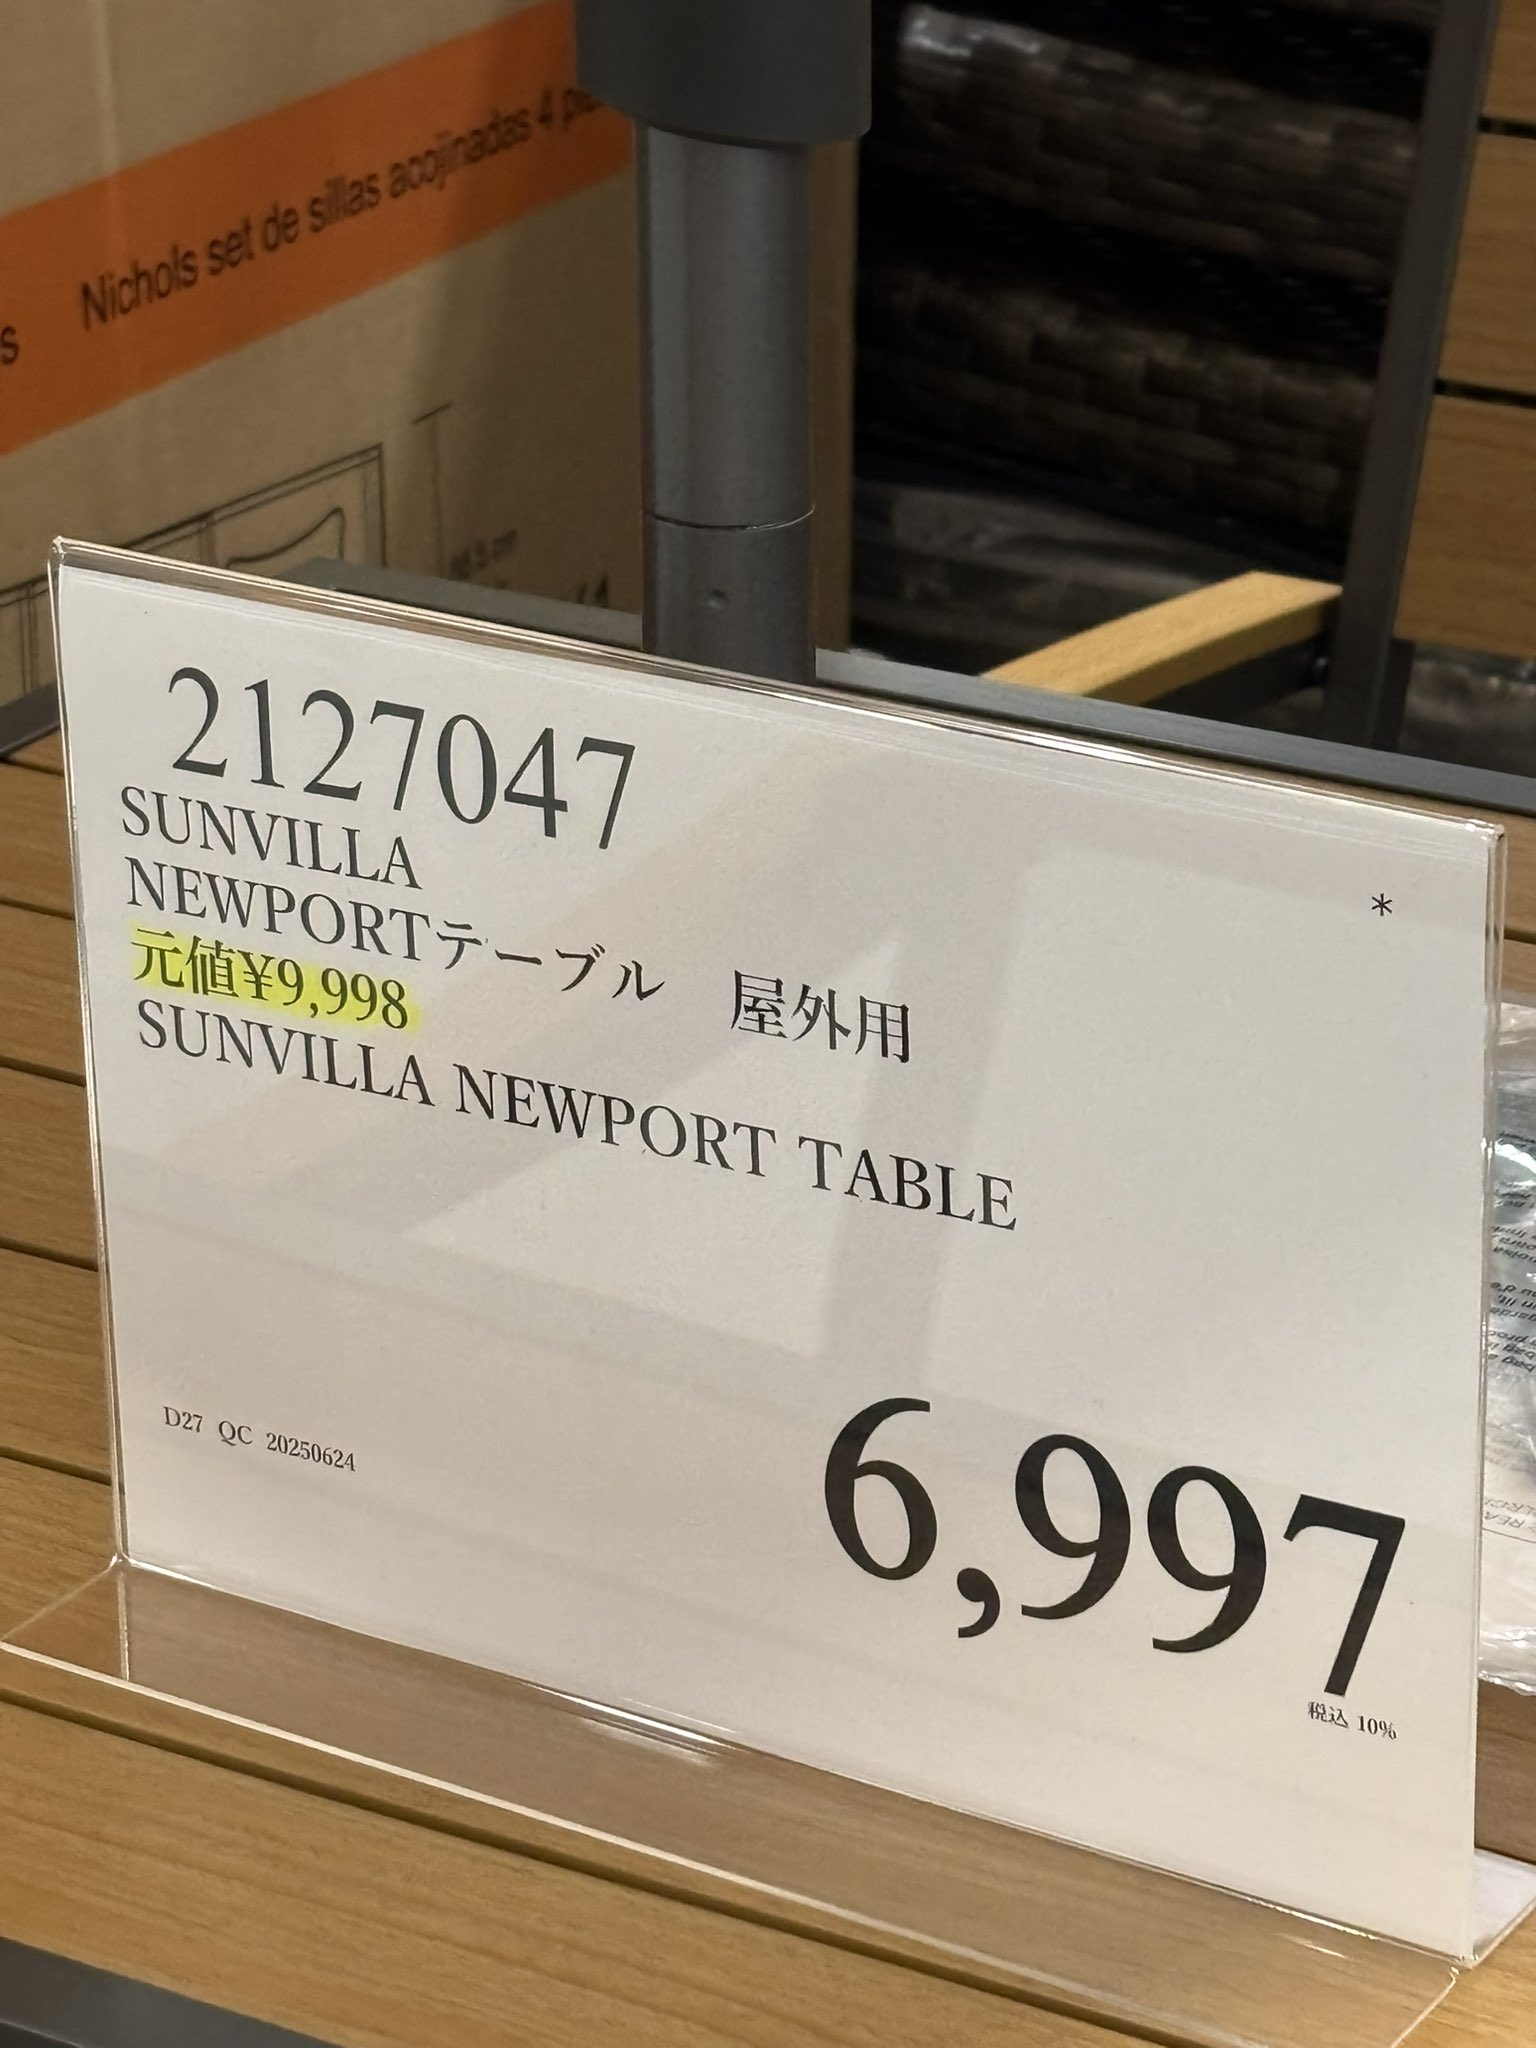 Nichols set de sillas acojinadas 4
2127047
SUNVILLA
NEWPORTテーブル　屋外用
元値¥9,998
SUNVILLA NEWPORT TABLE
*
D27 QC 20250624
6,997
税込 10%